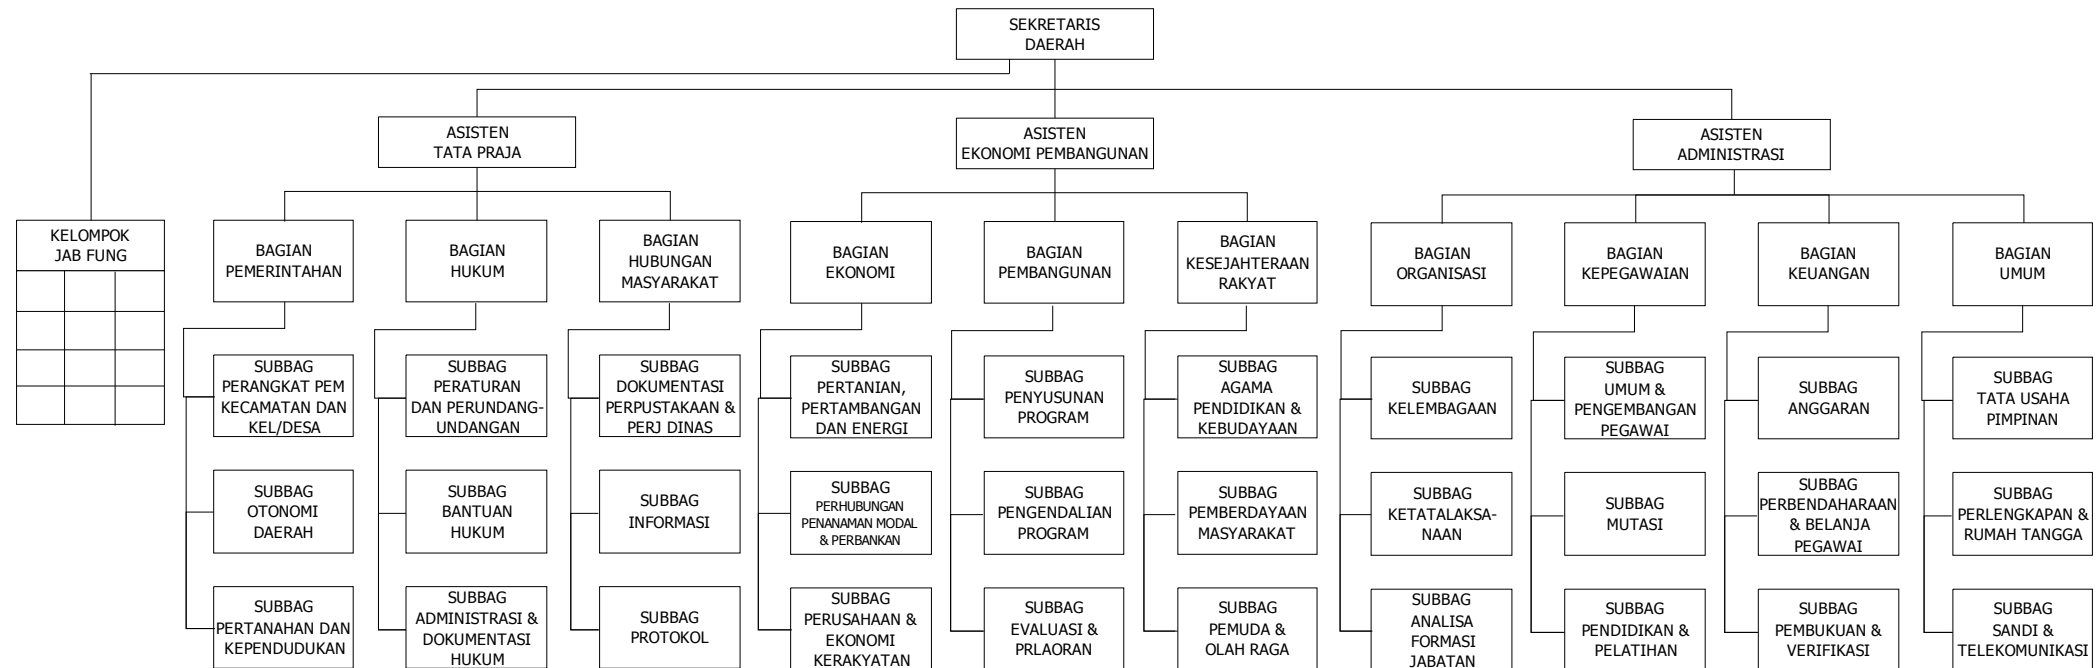 SEKRETARIS
DAERAH
ASISTEN
TATA PRAJA
ASISTEN
EKONOMI PEMBANGUNAN
ASISTEN
ADMINISTRASI
KELOMPOK
JAB FUNG
BAGIAN
PEMERINTAHAN
BAGIAN
HUKUM
BAGIAN
HUBUNGAN
MASYARAKAT
BAGIAN
EKONOMI
BAGIAN
PEMBANGUNAN
BAGIAN
KESEJAHTERAAN
RAKYAT
BAGIAN
ORGANISASI
BAGIAN
KEPEGAWAIAN
BAGIAN
KEUANGAN
BAGIAN
UMUM
SUBBAG
PERANGKAT PEM
KECAMATAN DAN
KEL/DESA
SUBBAG
PERATURAN
DAN PERUNDANG-
UNDANGAN
SUBBAG
DOKUMENTASI
PERPUSTAKAAN &
PERJ DINAS
SUBBAG
PERTANIAN,
PERTAMBANGAN
DAN ENERGI
SUBBAG
PENYUSUNAN
PROGRAM
SUBBAG
AGAMA
PENDIDIKAN &
KEBUDAYAAN
SUBBAG
KELEMBAGAAN
SUBBAG
UMUM &
PENGEMBANGAN
PEGAWAI
SUBBAG
ANGGARAN
SUBBAG
TATA USAHA
PIMPINAN
SUBBAG
OTONOMI
DAERAH
SUBBAG
BANTUAN
HUKUM
SUBBAG
INFORMASI
SUBBAG
PERHUBUNGAN
PENANAMAN MODAL
& PERBANKAN
SUBBAG
PENGENDALIAN
PROGRAM
SUBBAG
PEMBERDAYAAN
MASYARAKAT
SUBBAG
KETATALAKSA-
NAAN
SUBBAG
MUTASI
SUBBAG
PERBENDAHARAAN
& BELANJA
PEGAWAI
SUBBAG
PERLENGKAPAN &
RUMAH TANGGA
SUBBAG
PERTANAHAN DAN
KEPENDUDUKAN
SUBBAG
ADMINISTRASI &
DOKUMENTASI
HUKUM
SUBBAG
PROTOKOL
SUBBAG
PERUSAHAAN &
EKONOMI
KERAKYATAN
SUBBAG
EVALUASI &
PRLAORAN
SUBBAG
PEMUDA &
OLAH RAGA
SUBBAG
ANALISA
FORMASI
JABATAN
SUBBAG
PENDIDIKAN &
PELATIHAN
SUBBAG
PEMBUKUAN &
VERIFIKASI
SUBBAG
SANDI &
TELEKOMUNIKASI